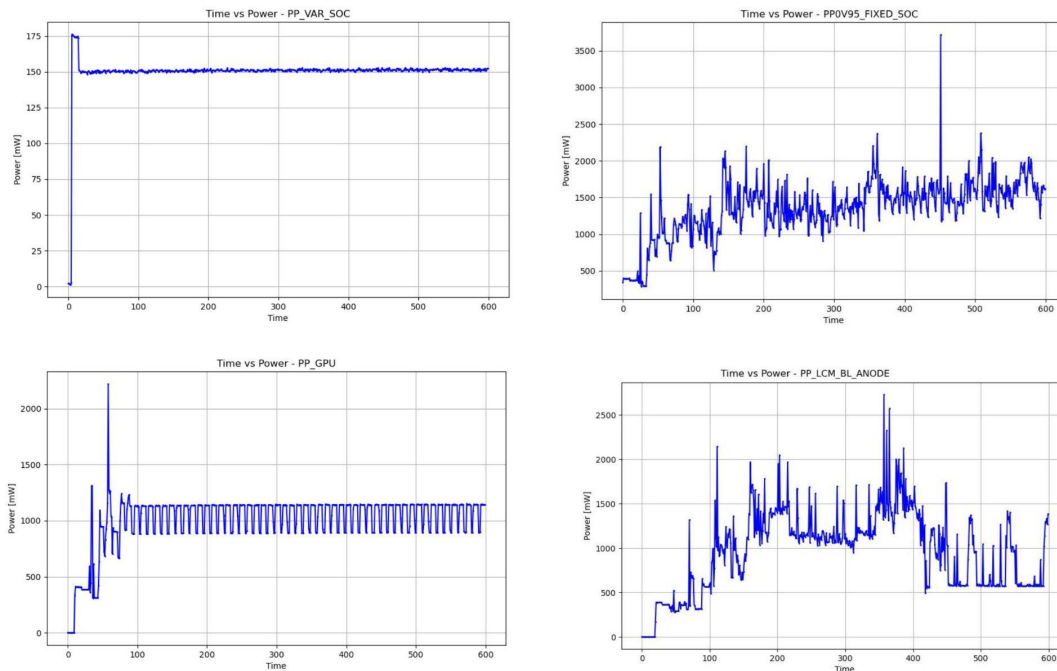 Time vs Power - PP_VAR_SOC
Power [mW]
175
150
125
100
75
50
25
0
0 100 200 300 400 500 600
Time
Time vs Power - PP0V95_FIXED_SOC
Power [mW]
3500
3000
2500
2000
1500
1000
500
0 100 200 300 400 500 600
Time
Time vs Power - PP_GPU
Power [mW]
2000
1500
1000
500
0
0 100 200 300 400 500 600
Time
Time vs Power - PP_LCM_BL_ANODE
Power [mW]
2500
2000
1500
1000
500
0
0 100 200 300 400 500 600
Time